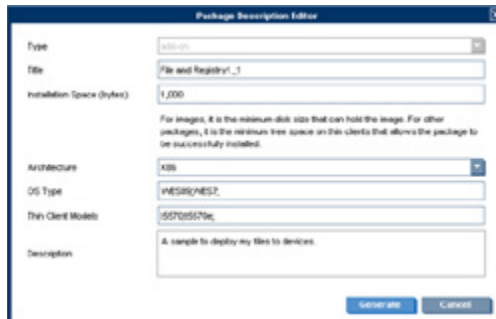 Package Description Editor
Type
add-on
Title
File and Registry1_1
Installation Space (bytes)
1,000
For images, it is the minimum disk size that can hold the image. For other
packages, it is the minimum free space on thin clients that allows the package to
be successfully installed.
Architecture
X86
OS Type
WES09;WES7;
Thin Client Models
t5570;t5570e;
Description
A sample to deploy my files to devices.
Generate
Cancel